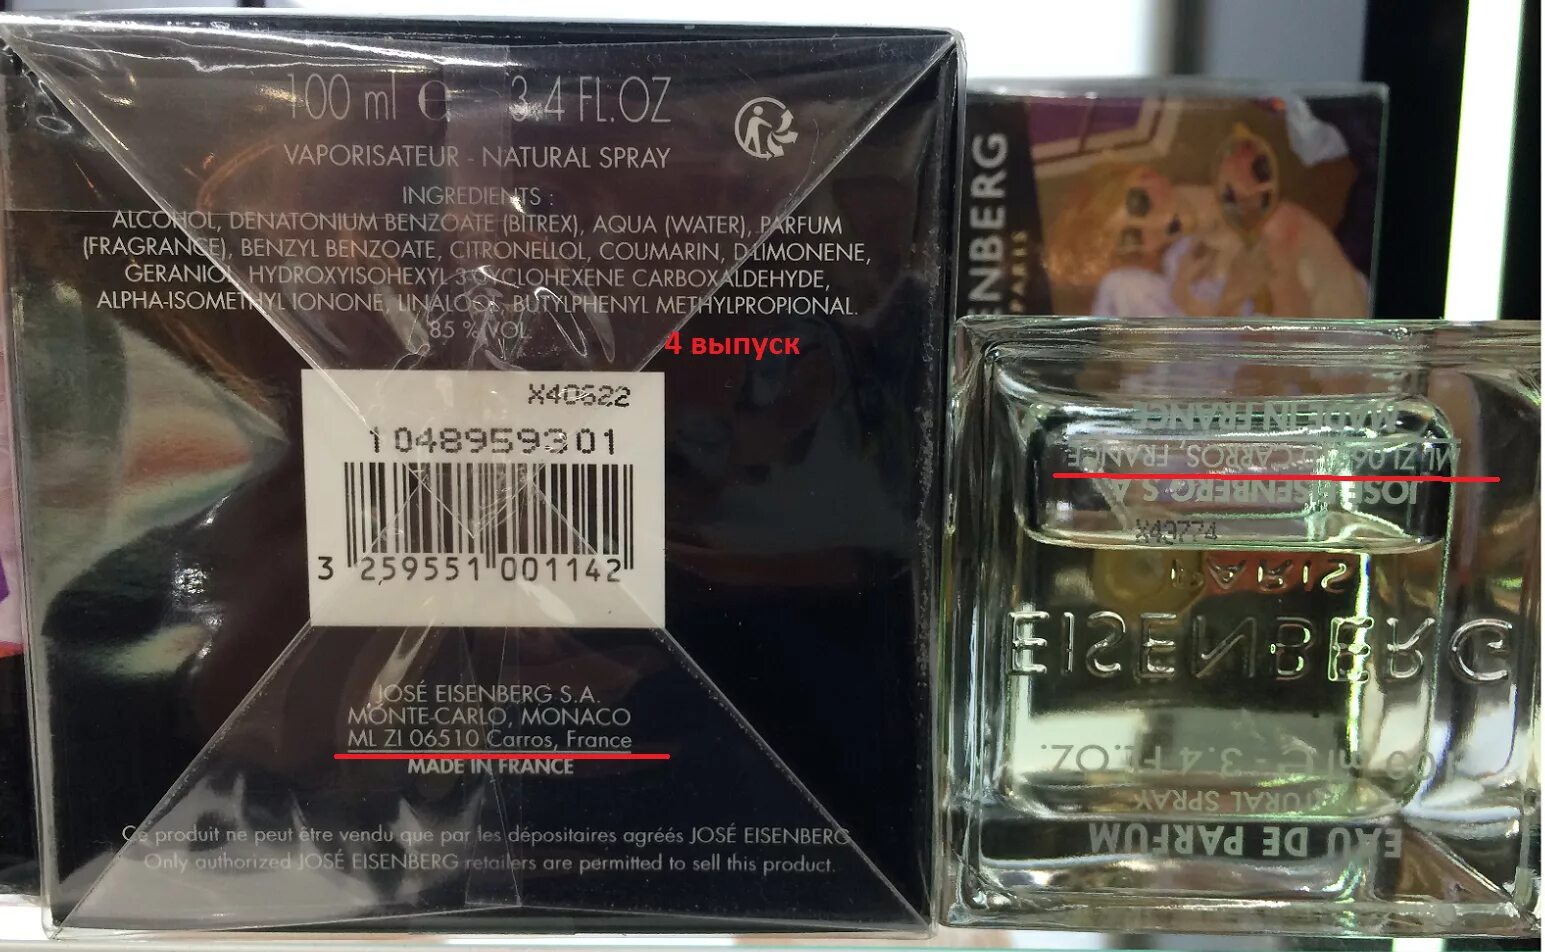 100 ml e 3.4 FL.OZ
VAPORISATEUR - NATURAL SPRAY
INGREDIENTS :
ALCOHOL, DENATONIUM BENZOATE (BITREX), AQUA (WATER), PARFUM
(FRAGRANCE), BENZYL BENZOATE, CITRONELLOL, COUMARIN, D-LIMONENE,
GERANIOL, HYDROXYISOHEXYL 3-CYCLOHEXENE CARBOXALDEHYDE,
ALPHA-ISOMETHYL IONONE, LINALOOL, BUTYLPHENYL METHYLPROPIONAL.
85 % VOL
4 выпуск
X40622
1048959301
3 259551 001142
JOSÉ EISENBERG S.A.
MONTE-CARLO, MONACO
ML ZI 06510 Carros, France
MADE IN FRANCE
Ce produit ne peut être vendu que par les dépositaires agréés JOSÉ EISENBERG
Only authorized JOSÉ EISENBERG retailers are permitted to sell this product.
ENBERG
PARIS
MADE IN FRANCE
CARROS, FRANCE
JOSÉ EISENBERG S.A.
PARIS
EISENBERG
100 ml e - 3.4 FL.OZ.
NATURAL SPRAY
EAU DE PARFUM